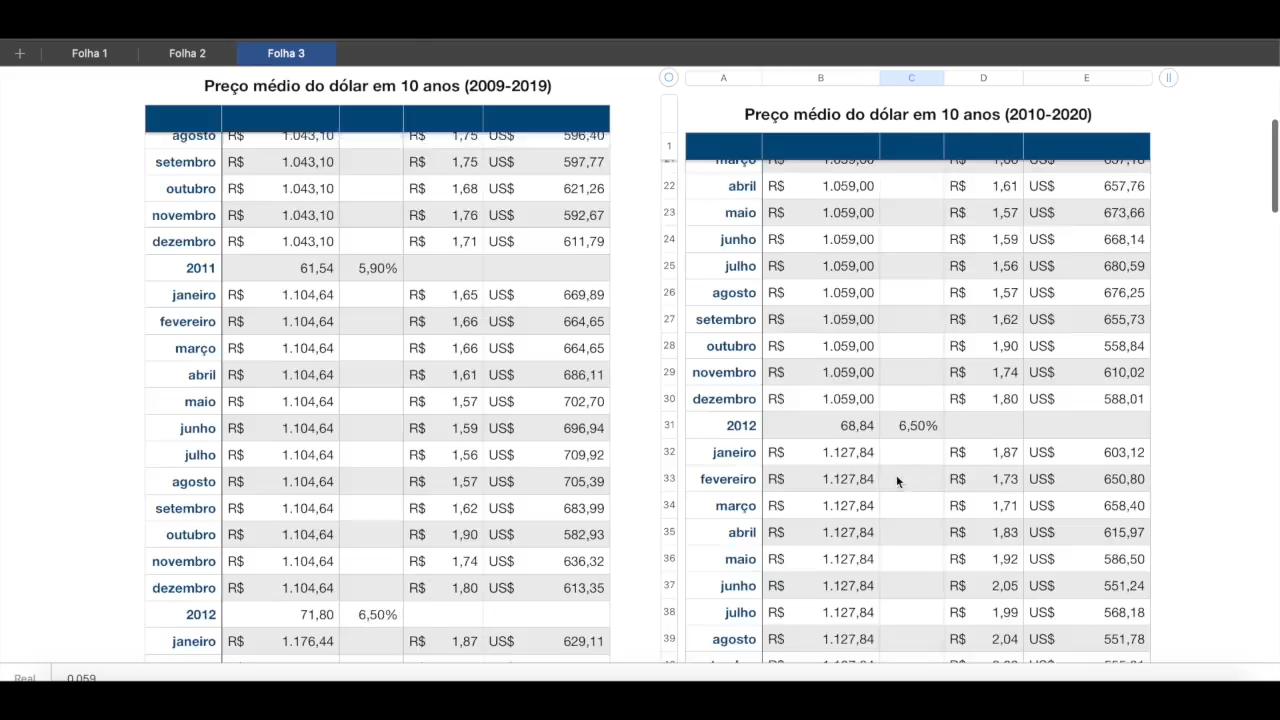 + Folha 1 Folha 2 Folha 3
Preço médio do dólar em 10 anos (2009-2019)
agosto R$ 1.043,10 R$ 1,75 US$ 596,40
setembro R$ 1.043,10 R$ 1,75 US$ 597,77
outubro R$ 1.043,10 R$ 1,68 US$ 621,26
novembro R$ 1.043,10 R$ 1,76 US$ 592,67
dezembro R$ 1.043,10 R$ 1,71 US$ 611,79
2011 61,54 5,90%
janeiro R$ 1.104,64 R$ 1,65 US$ 669,89
fevereiro R$ 1.104,64 R$ 1,66 US$ 664,65
março R$ 1.104,64 R$ 1,66 US$ 664,65
abril R$ 1.104,64 R$ 1,61 US$ 686,11
maio R$ 1.104,64 R$ 1,57 US$ 702,70
junho R$ 1.104,64 R$ 1,59 US$ 696,94
julho R$ 1.104,64 R$ 1,56 US$ 709,92
agosto R$ 1.104,64 R$ 1,57 US$ 705,39
setembro R$ 1.104,64 R$ 1,62 US$ 683,99
outubro R$ 1.104,64 R$ 1,90 US$ 582,93
novembro R$ 1.104,64 R$ 1,74 US$ 636,32
dezembro R$ 1.104,64 R$ 1,80 US$ 613,35
2012 71,80 6,50%
janeiro R$ 1.176,44 R$ 1,87 US$ 629,11
A B C D E
Preço médio do dólar em 10 anos (2010-2020)
1
março R$ 1.059,00 R$
22 abril R$ 1.059,00 R$ 1,61 US$ 657,76
23 maio R$ 1.059,00 R$ 1,57 US$ 673,66
24 junho R$ 1.059,00 R$ 1,59 US$ 668,14
25 julho R$ 1.059,00 R$ 1,56 US$ 680,59
26 agosto R$ 1.059,00 R$ 1,57 US$ 676,25
27 setembro R$ 1.059,00 R$ 1,62 US$ 655,73
28 outubro R$ 1.059,00 R$ 1,90 US$ 558,84
29 novembro R$ 1.059,00 R$ 1,74 US$ 610,02
30 dezembro R$ 1.059,00 R$ 1,80 US$ 588,01
31 2012 68,84 6,50%
32 janeiro R$ 1.127,84 R$ 1,87 US$ 603,12
33 fevereiro R$ 1.127,84 R$ 1,73 US$ 650,80
34 março R$ 1.127,84 R$ 1,71 US$ 658,40
35 abril R$ 1.127,84 R$ 1,83 US$ 615,97
36 maio R$ 1.127,84 R$ 1,92 US$ 586,50
37 junho R$ 1.127,84 R$ 2,05 US$ 551,24
38 julho R$ 1.127,84 R$ 1,99 US$ 568,18
39 agosto R$ 1.127,84 R$ 2,04 US$ 551,78
Real 0,059